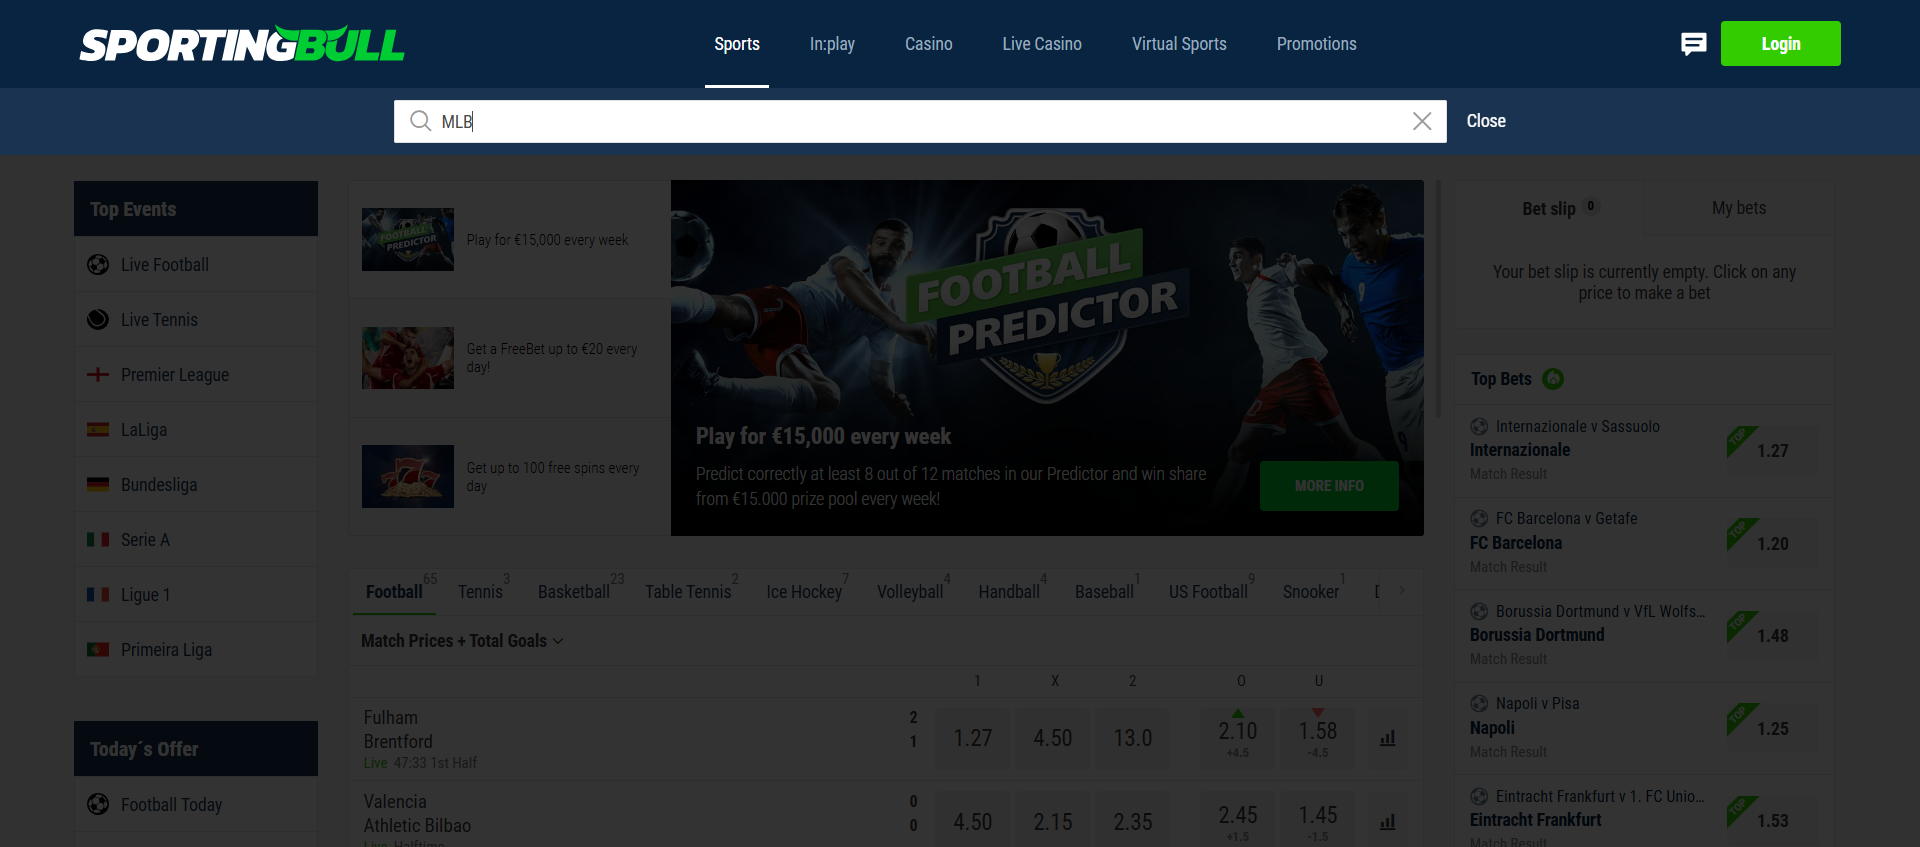 SPORTINGBULL
Sports
In:play
Casino
Live Casino
Virtual Sports
Promotions
Login
MLB
Close
Top Events
Live Football
Live Tennis
Premier League
LaLiga
Bundesliga
Serie A
Ligue 1
Primeira Liga
Today´s Offer
Football Today
FOOTBALL
PREDICTOR
Play for €15,000 every week
Get a FreeBet up to €20 every
day!
777
Get up to 100 free spins every
day
FOOTBALL
PREDICTOR
Play for €15,000 every week
Predict correctly at least 8 out of 12 matches in our Predictor and win share
from €15.000 prize pool every week!
MORE INFO
Football 65
Tennis 3
Basketball 23
Table Tennis 2
Ice Hockey 7
Volleyball 4
Handball 4
Baseball 1
US Football 9
Snooker 1
Match Prices + Total Goals
1 X 2 O U
Fulham 2
Brentford 1
Live 47:33 1st Half
1.27 4.50 13.0 2.10 1.58
+4.5 -4.5
Valencia 0
Athletic Bilbao 0
Live Halftime
4.50 2.15 2.35 2.45 1.45
+1.5 -1.5
Bet slip 0
My bets
Your bet slip is currently empty. Click on any
price to make a bet
Top Bets
Internazionale v Sassuolo
Internazionale
Match Result
TOP
1.27
FC Barcelona v Getafe
FC Barcelona
Match Result
TOP
1.20
Borussia Dortmund v VfL Wolfs...
Borussia Dortmund
Match Result
TOP
1.48
Napoli v Pisa
Napoli
Match Result
TOP
1.25
Eintracht Frankfurt v 1. FC Unio...
Eintracht Frankfurt
Match Result
TOP
1.53